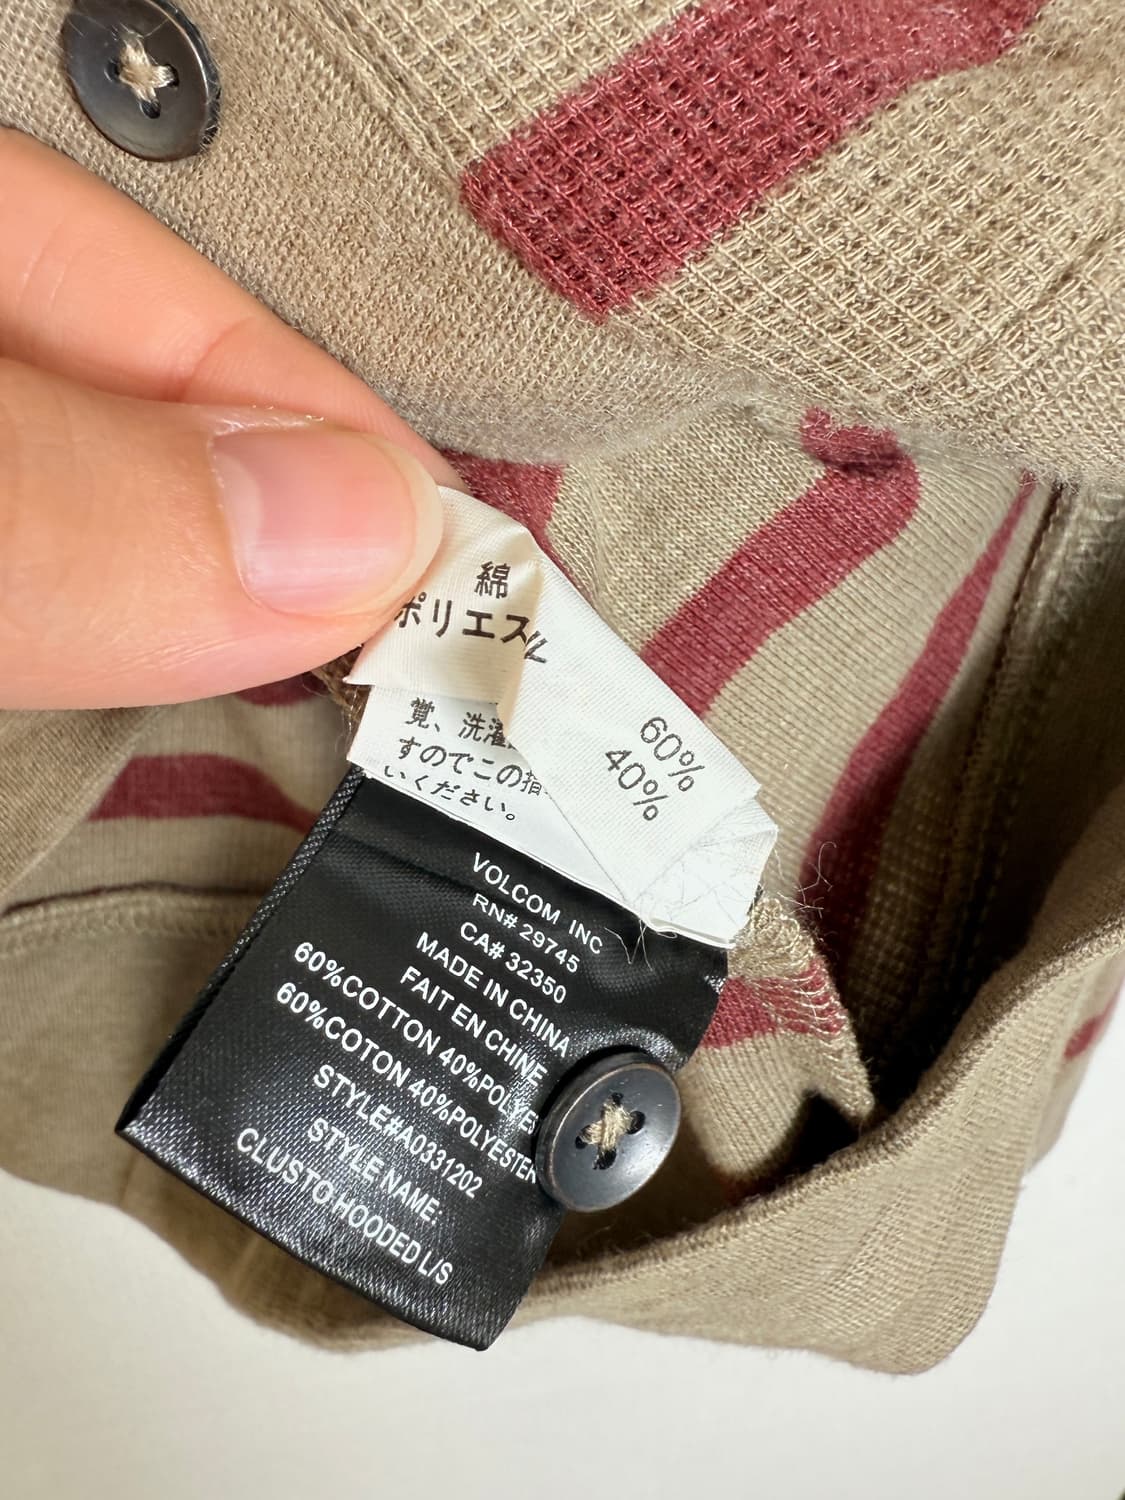 綿 60%
ポリエス 40%
覚、洗濯
すのでこの指
いください。
VOLCOM INC
RN# 29745
CA# 32350
MADE IN CHINA
FAIT EN CHINE
60%COTTON 40%POLYES
60%COTON 40%POLYESTER
STYLE#A0331202
STYLE NAME:
CLUSTO HOODED L/S